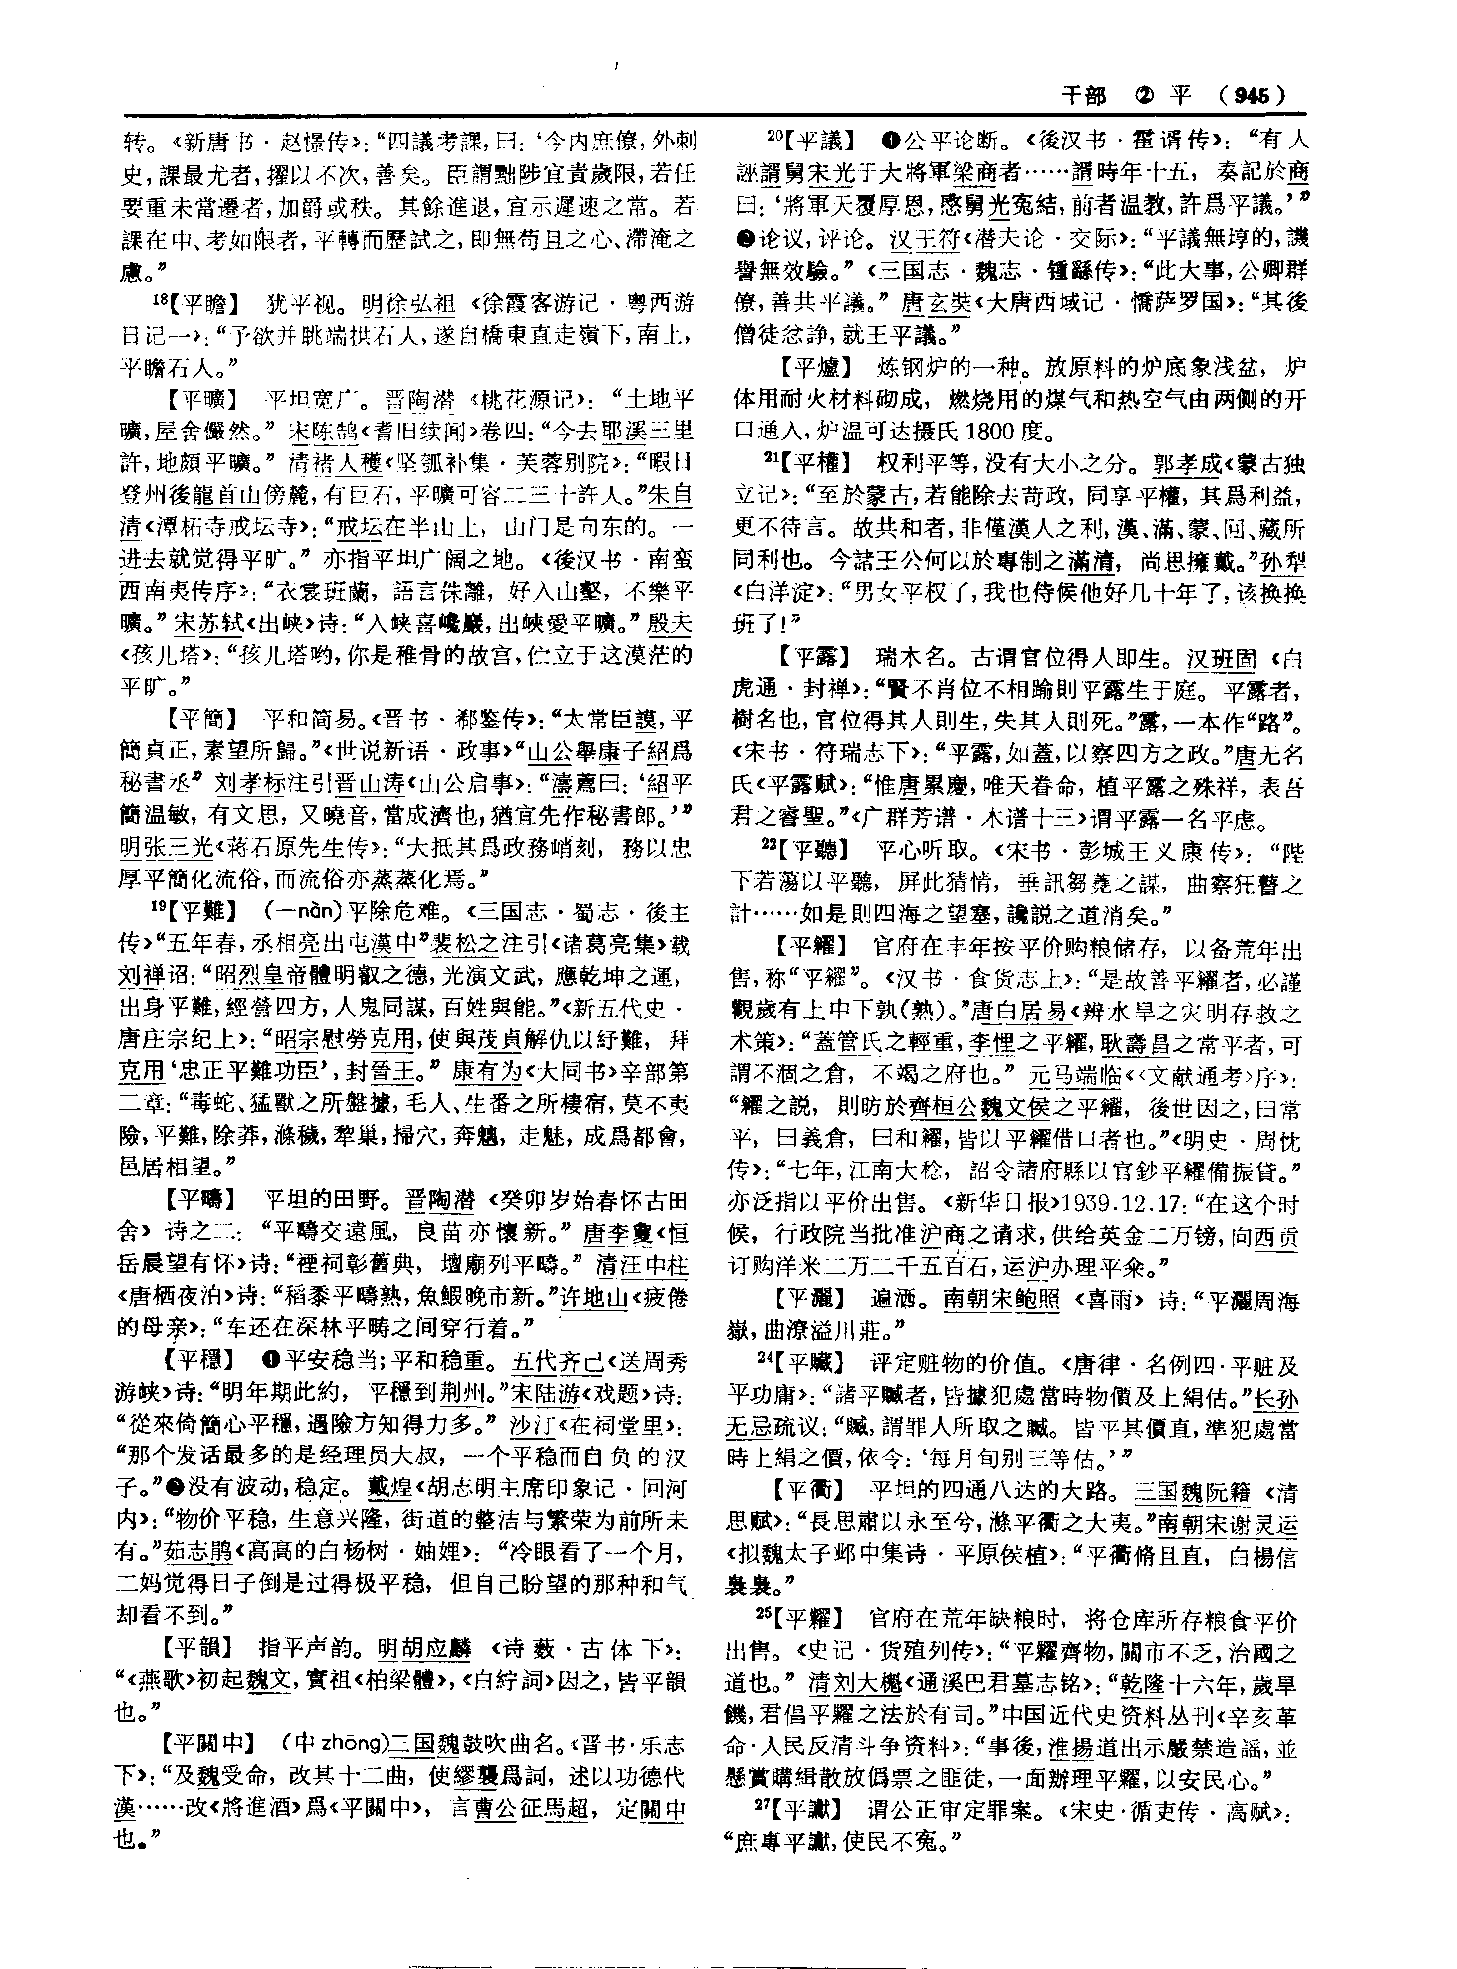 干部 ② 平 (945)
转。《新唐书·赵憬传》：“四議考課，曰：‘今内庶僚，外刺
史，課最尤者，擢以不次，善矣。臣謂黜陟宜責歲限，若任
要重未當遷者，加爵或秩。其餘進退，宜示遲速之常。若
課在中、考如限者，平轉而歷試之，即無苟且之心、滯淹之
慮。”
18【平瞻】 犹平视。明徐弘祖《徐霞客游记·粤西游
日记一》：“予欲并眺端拱石人，遂自橋東直走嶺下，南上，
平瞻石人。”
【平曠】 平坦宽广。晋陶潜《桃花源记》：“土地平
曠，屋舍儼然。”宋陈鹄《耆旧续闻》卷四：“今去耶溪三里
許，地頗平曠。”清褚人穫《坚瓠补集·芙蓉别院》：“暇日
登州後龍首山傍麓，有巨石，平曠可容二三十許人。”朱自
清《潭柘寺戒坛寺》：“戒坛在半山上，山门是向东的。一
进去就觉得平旷。”亦指平坦广阔之地。《後汉书·南蛮
西南夷传序》：“衣裳班蘭，語言侏離，好入山壑，不樂平
曠。”宋苏轼《出峡》诗：“入峡喜巉巖，出峽愛平曠。”殷夫
《孩儿塔》：“孩儿塔哟，你是稚骨的故宫，伫立于这漠茫的
平旷。”
【平簡】 平和简易。《晋书·郗鉴传》：“太常臣謨，平
簡貞正，素望所歸。”《世说新语·政事》“山公舉康子紹爲
秘書丞”刘孝标注引晋山涛《山公启事》：“濤薦曰：‘紹平
簡温敏，有文思，又曉音，當成濟也，猶宜先作秘書郎。’”
明张三光《蒋石原先生传》：“大抵其爲政務峭刻，務以忠
厚平簡化流俗，而流俗亦蒸蒸化焉。”
19【平難】 (—nàn)平除危难。《三国志·蜀志·後主
传》“五年春，丞相亮出屯漢中”裴松之注引《诸葛亮集》载
刘禅诏：“昭烈皇帝體明叡之德，光演文武，應乾坤之運，
出身平難，經營四方，人鬼同謀，百姓與能。”《新五代史·
唐庄宗纪上》：“昭宗慰勞克用，使與茂貞解仇以紓難，拜
克用‘忠正平難功臣’，封晉王。”康有为《大同书》辛部第
二章：“毒蛇、猛獸之所盤據，毛人、生番之所棲宿，莫不夷
險，平難，除莽，滌穢，犂巢，掃穴，奔魑，走魅，成爲都會，
邑居相望。”
【平疇】 平坦的田野。晋陶潜《癸卯岁始春怀古田
舍》诗之二：“平疇交遠風，良苗亦懷新。”唐李夐《恒
岳晨望有怀》诗：“禋祠彰舊典，壇廟列平疇。”清汪中柱
《唐栖夜泊》诗：“稻黍平疇熟，魚鰕晚市新。”许地山《疲倦
的母亲》：“车还在深林平畴之间穿行着。”
【平穩】 ❶平安稳当；平和稳重。五代齐己《送周秀
游峡》诗：“明年期此約，平穩到荆州。”宋陆游《戏题》诗：
“從來倚簡心平穩，遇險方知得力多。”沙汀《在祠堂里》：
“那个发话最多的是经理员大叔，一个平稳而自负的汉
子。”❷没有波动，稳定。戴煌《胡志明主席印象记·回河
内》：“物价平稳，生意兴隆，街道的整洁与繁荣为前所未
有。”茹志鹃《高高的白杨树·妯娌》：“冷眼看了一个月，
二妈觉得日子倒是过得极平稳，但自己盼望的那种和气
却看不到。”
【平韻】 指平声韵。明胡应麟《诗薮·古体下》：
“《燕歌》初起魏文，實祖《柏梁體》，《白紵詞》因之，皆平韻
也。”
【平關中】 (中 zhōng)三国魏鼓吹曲名。《晋书·乐志
下》：“及魏受命，改其十二曲，使繆襲爲詞，述以功德代
漢……改《將進酒》爲《平關中》，言曹公征馬超，定關中
也。”
20【平議】 ❶公平论断。《後汉书·霍谞传》：“有人
誣諝舅宋光于大將軍梁商者……諝時年十五，奏記於商
曰：‘將軍天覆厚恩，愍舅光冤結，前者温教，許爲平議。’”
❷论议，评论。汉王符《潜夫论·交际》：“平議無埻的，譏
譽無效驗。”《三国志·魏志·锺繇传》：“此大事，公卿群
僚，善共平議。”唐玄奘《大唐西域记·憍萨罗国》：“其後
僧徒忿諍，就王平議。”
【平爐】 炼钢炉的一种。放原料的炉底象浅盆，炉
体用耐火材料砌成，燃烧用的煤气和热空气由两侧的开
口通入，炉温可达摄氏1800度。
21【平權】 权利平等，没有大小之分。郭孝成《蒙古独
立记》：“至於蒙古，若能除去苛政，同享平權，其爲利益，
更不待言。故共和者，非僅漢人之利，漢、滿、蒙、回、藏所
同利也。今諸王公何以於專制之滿清，尚思擁戴。”孙犁
《白洋淀》：“男女平权了，我也侍候他好几十年了，该换换
班了！”
【平露】 瑞木名。古谓官位得人即生。汉班固《白
虎通·封禅》：“賢不肖位不相踰則平露生于庭。平露者，
樹名也，官位得其人則生，失其人則死。”露，一本作“路”。
《宋书·符瑞志下》：“平露，如蓋，以察四方之政。”唐无名
氏《平露赋》：“惟唐累慶，唯天眷命，植平露之殊祥，表吾
君之睿聖。”《广群芳谱·木谱十三》谓平露一名平虑。
22【平聽】 平心听取。《宋书·彭城王义康传》：“陛
下若蕩以平聽，屏此猜情，垂訊芻蕘之謀，曲察狂瞽之
計……如是則四海之望塞，讒説之道消矣。”
【平糴】 官府在丰年按平价购粮储存，以备荒年出
售，称“平糴”。《汉书·食货志上》：“是故善平糴者，必謹
觀歲有上中下孰(熟)。”唐白居易《辨水旱之灾明存救之
术策》：“蓋管氏之輕重，李悝之平糴，耿壽昌之常平者，可
謂不涸之倉，不竭之府也。”元马端临《〈文献通考〉序》：
“糴之説，則昉於齊桓公魏文侯之平糴，後世因之，曰常
平，曰義倉，曰和糴，皆以平糴借口者也。”《明史·周忱
传》：“七年，江南大稔，詔令諸府縣以官鈔平糴備振貸。”
亦泛指以平价出售。《新华日报》1939.12.17：“在这个时
候，行政院当批准沪商之请求，供给英金二万镑，向西贡
订购洋米二万二千五百石，运沪办理平籴。”
【平灑】 遍洒。南朝宋鲍照《喜雨》诗：“平灑周海
嶽，曲潦溢川莊。”
24【平贓】 评定赃物的价值。《唐律·名例四·平赃及
平功庸》：“諸平贓者，皆據犯處當時物價及上絹估。”长孙
无忌疏议：“贓，謂罪人所取之贓。皆平其價直，準犯處當
時上絹之價，依令：‘每月旬别三等估。’”
【平衢】 平坦的四通八达的大路。三国魏阮籍《清
思赋》：“長思肅以永至兮，滌平衢之大夷。”南朝宋谢灵运
《拟魏太子邺中集诗·平原侯植》：“平衢脩且直，白楊信
裊裊。”
25【平糶】 官府在荒年缺粮时，将仓库所存粮食平价
出售。《史记·货殖列传》：“平糶齊物，關市不乏，治國之
道也。”清刘大櫆《通溪巴君墓志铭》：“乾隆十六年，歲旱
饑，君倡平糶之法於有司。”中国近代史资料丛刊《辛亥革
命·人民反清斗争资料》：“事後，淮揚道出示嚴禁造謡，並
懸賞購緝散放僞票之匪徒，一面辦理平糶，以安民心。”
27【平讞】 谓公正审定罪案。《宋史·循吏传·高赋》：
“庶專平讞，使民不冤。”